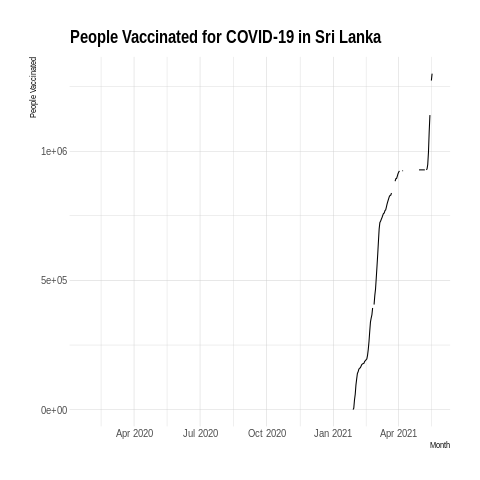 People Vaccinated for COVID-19 in Sri Lanka
People Vaccinated
1e+06
5e+05
0e+00
Apr 2020 Jul 2020 Oct 2020 Jan 2021 Apr 2021
Month